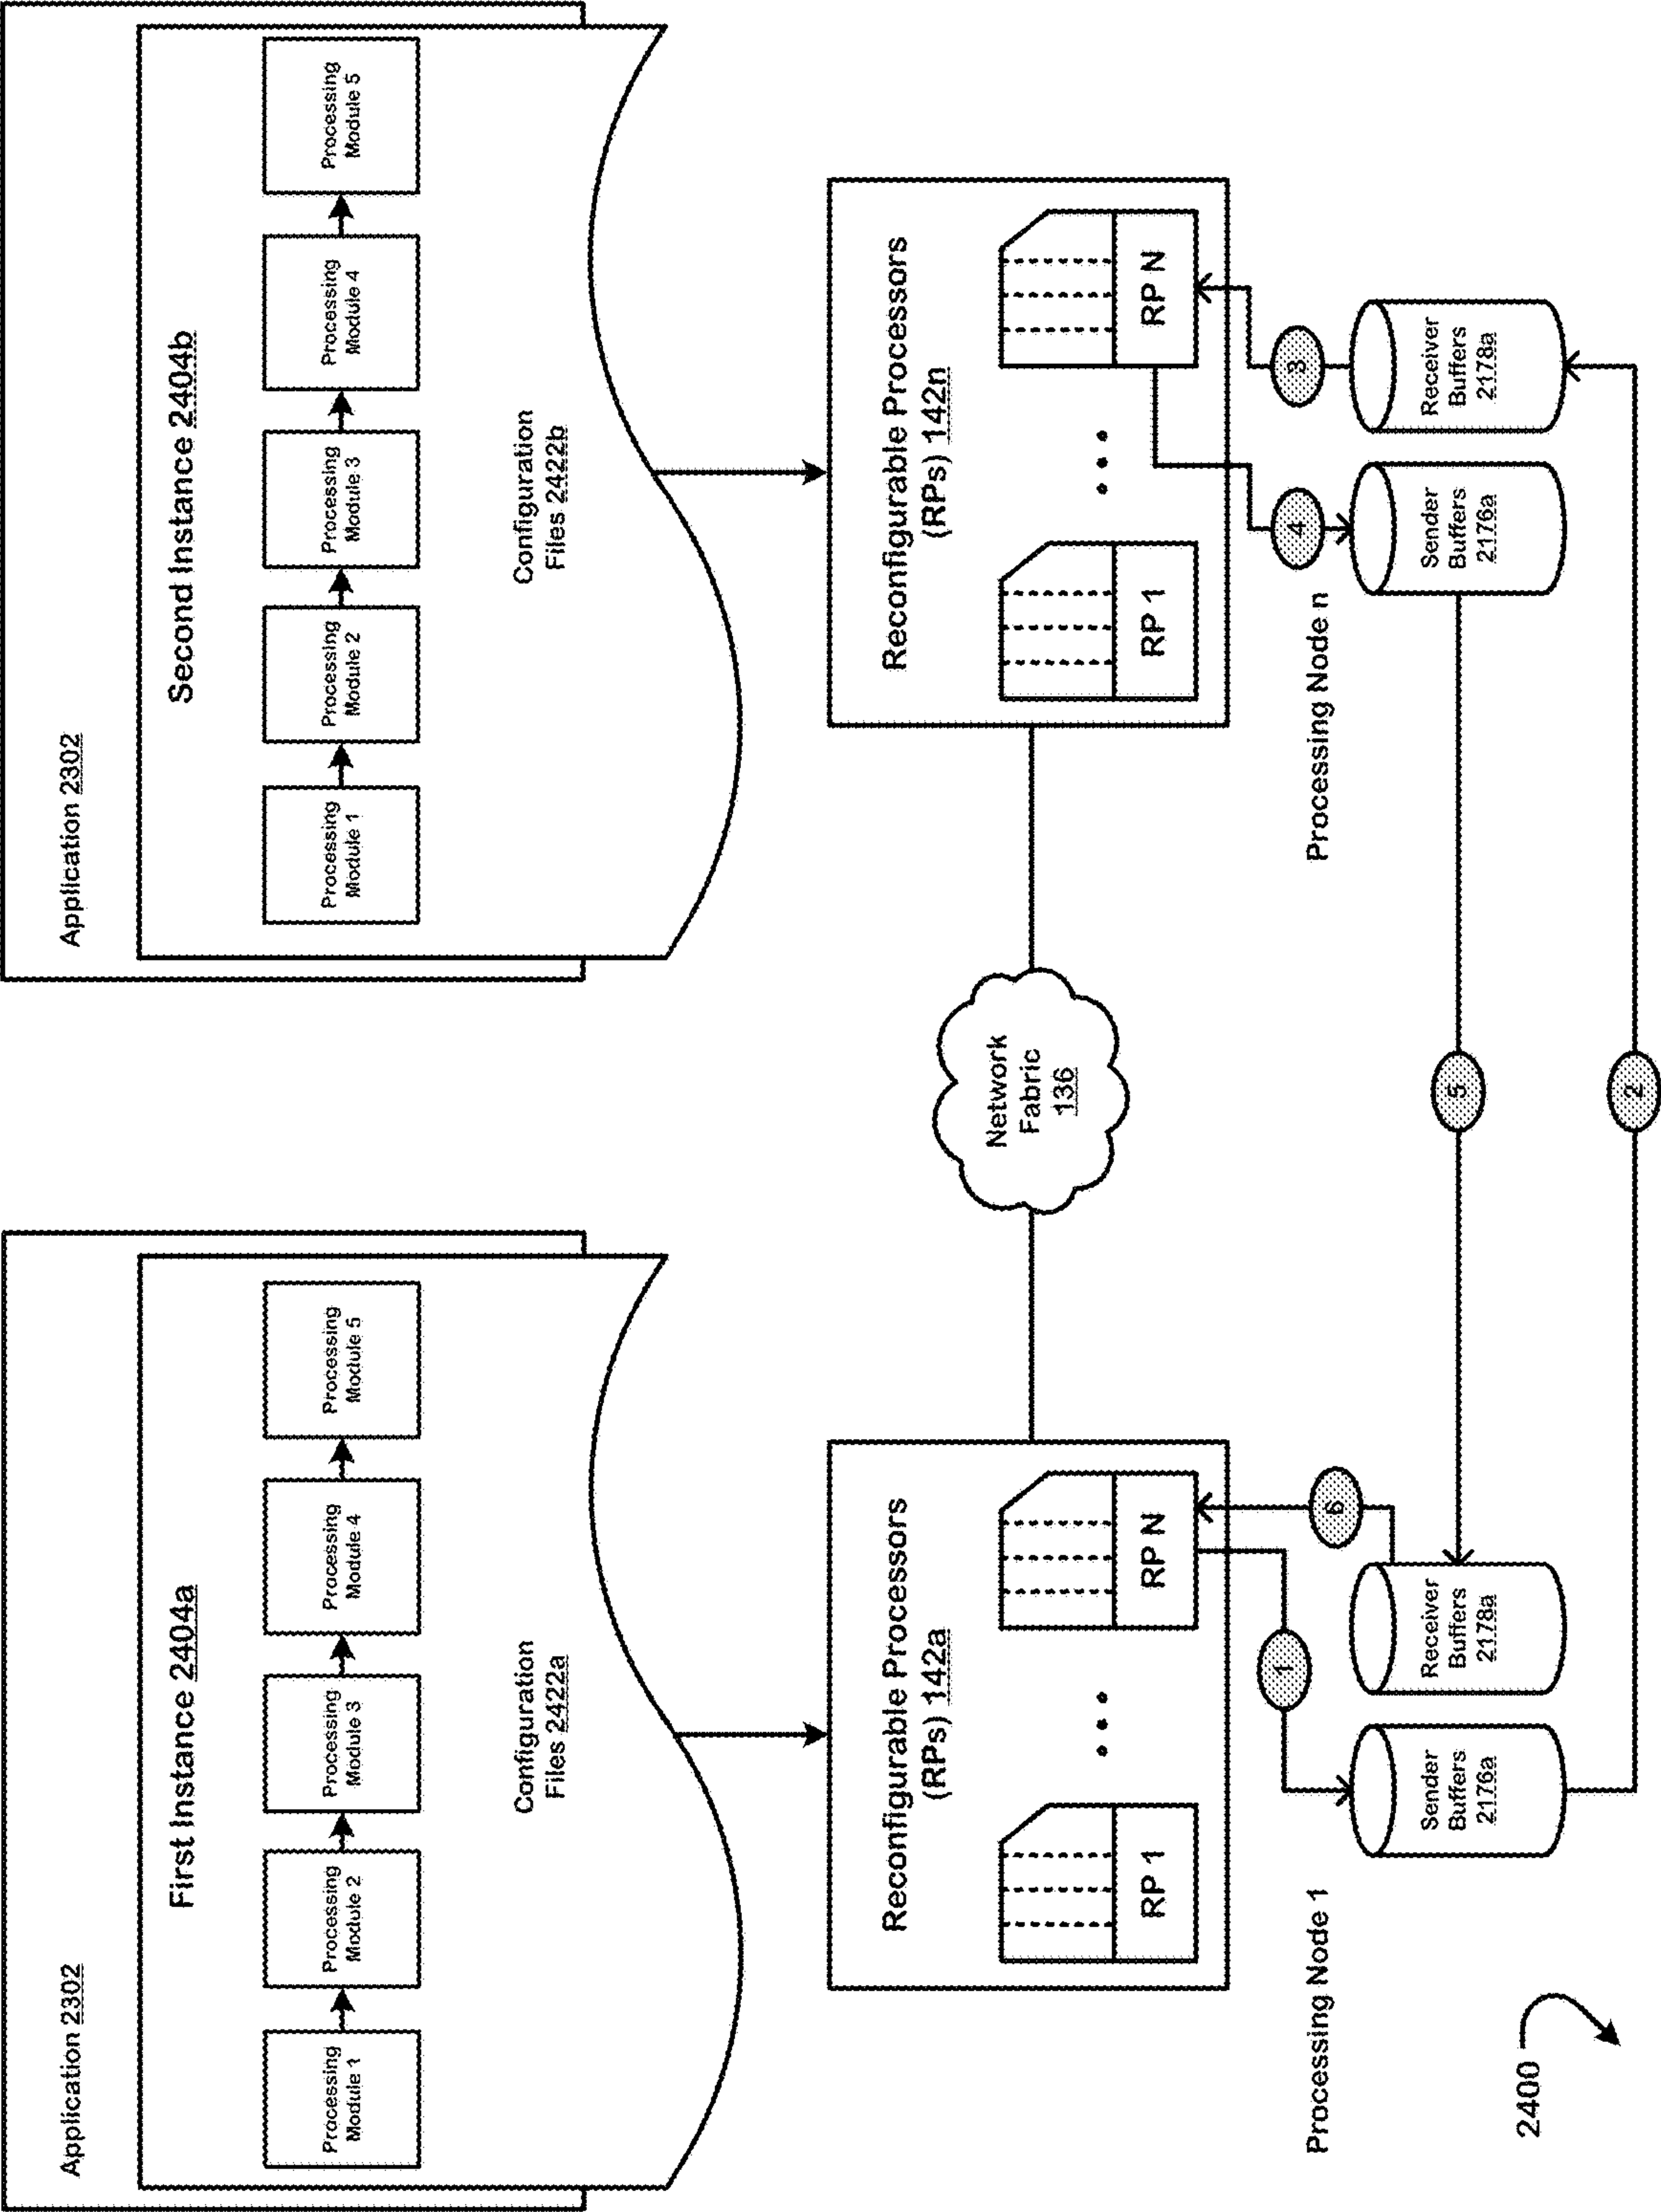 Application 2302
First Instance 2404a
Processing
Module 1
Processing
Module 2
Processing
Module 3
Processing
Module 4
Processing
Module 5
Configuration
Files 2422a
Application 2302
Second Instance 2404b
Processing
Module 1
Processing
Module 2
Processing
Module 3
Processing
Module 4
Processing
Module 5
Configuration
Files 2422b
Reconfigurable Processors
(RPs) 142a
RP 1
RP N
Network
Fabric
136
Reconfigurable Processors
(RPs) 142n
RP 1
RP N
Processing Node 1
1
6
Sender
Buffers
2176a
Receiver
Buffers
2178a
Processing Node n
4
3
Sender
Buffers
2176a
Receiver
Buffers
2178a
5
2
2400